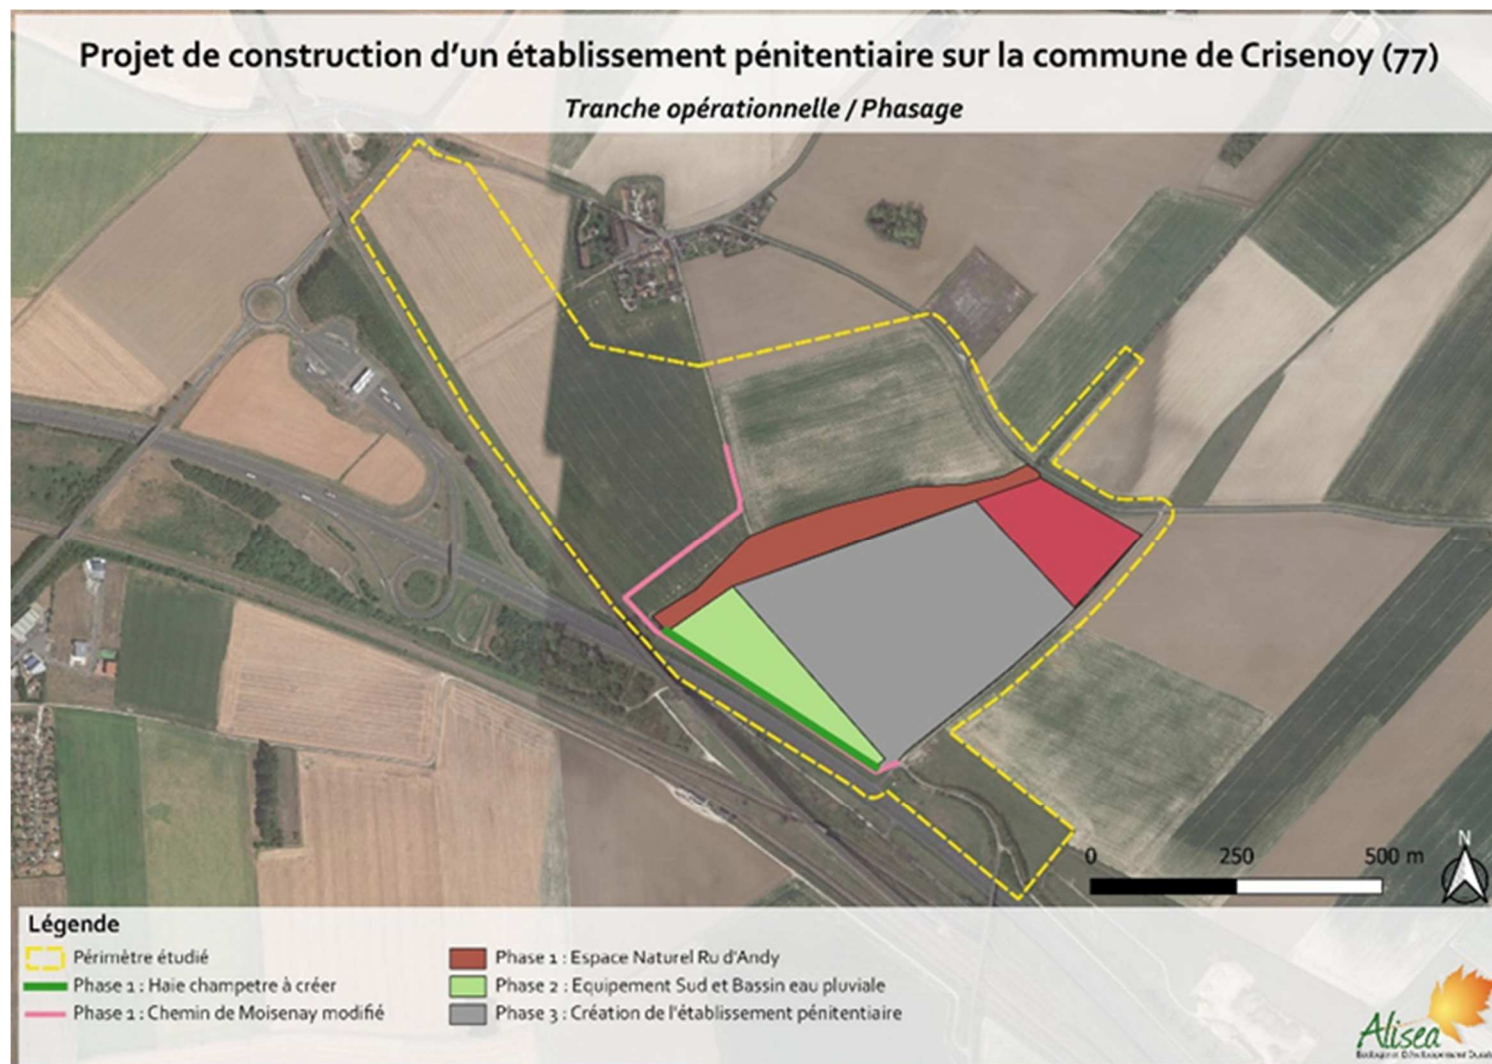 Projet de construction d'un établissement pénitentiaire sur la commune de Crisenoy (77)
Tranche opérationnelle / Phasage
N
0 250 500 m
Légende
Périmètre étudié
Phase 1 : Haie champetre à créer
Phase 1 : Chemin de Moisenay modifié
Phase 1 : Espace Naturel Ru d'Andy
Phase 2 : Equipement Sud et Bassin eau pluviale
Phase 3 : Création de l'établissement pénitentiaire
Alisea